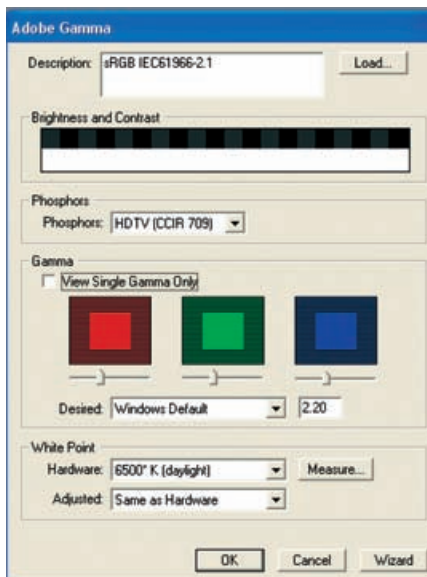 Adobe Gamma
Description: sRGB IEC61966-2.1 Load...
Brightness and Contrast
Phosphors
Phosphors: HDTV (CCIR 709)
Gamma
View Single Gamma Only
Desired: Windows Default 2.20
White Point
Hardware: 6500° K (daylight) Measure...
Adjusted: Same as Hardware
OK Cancel Wizard